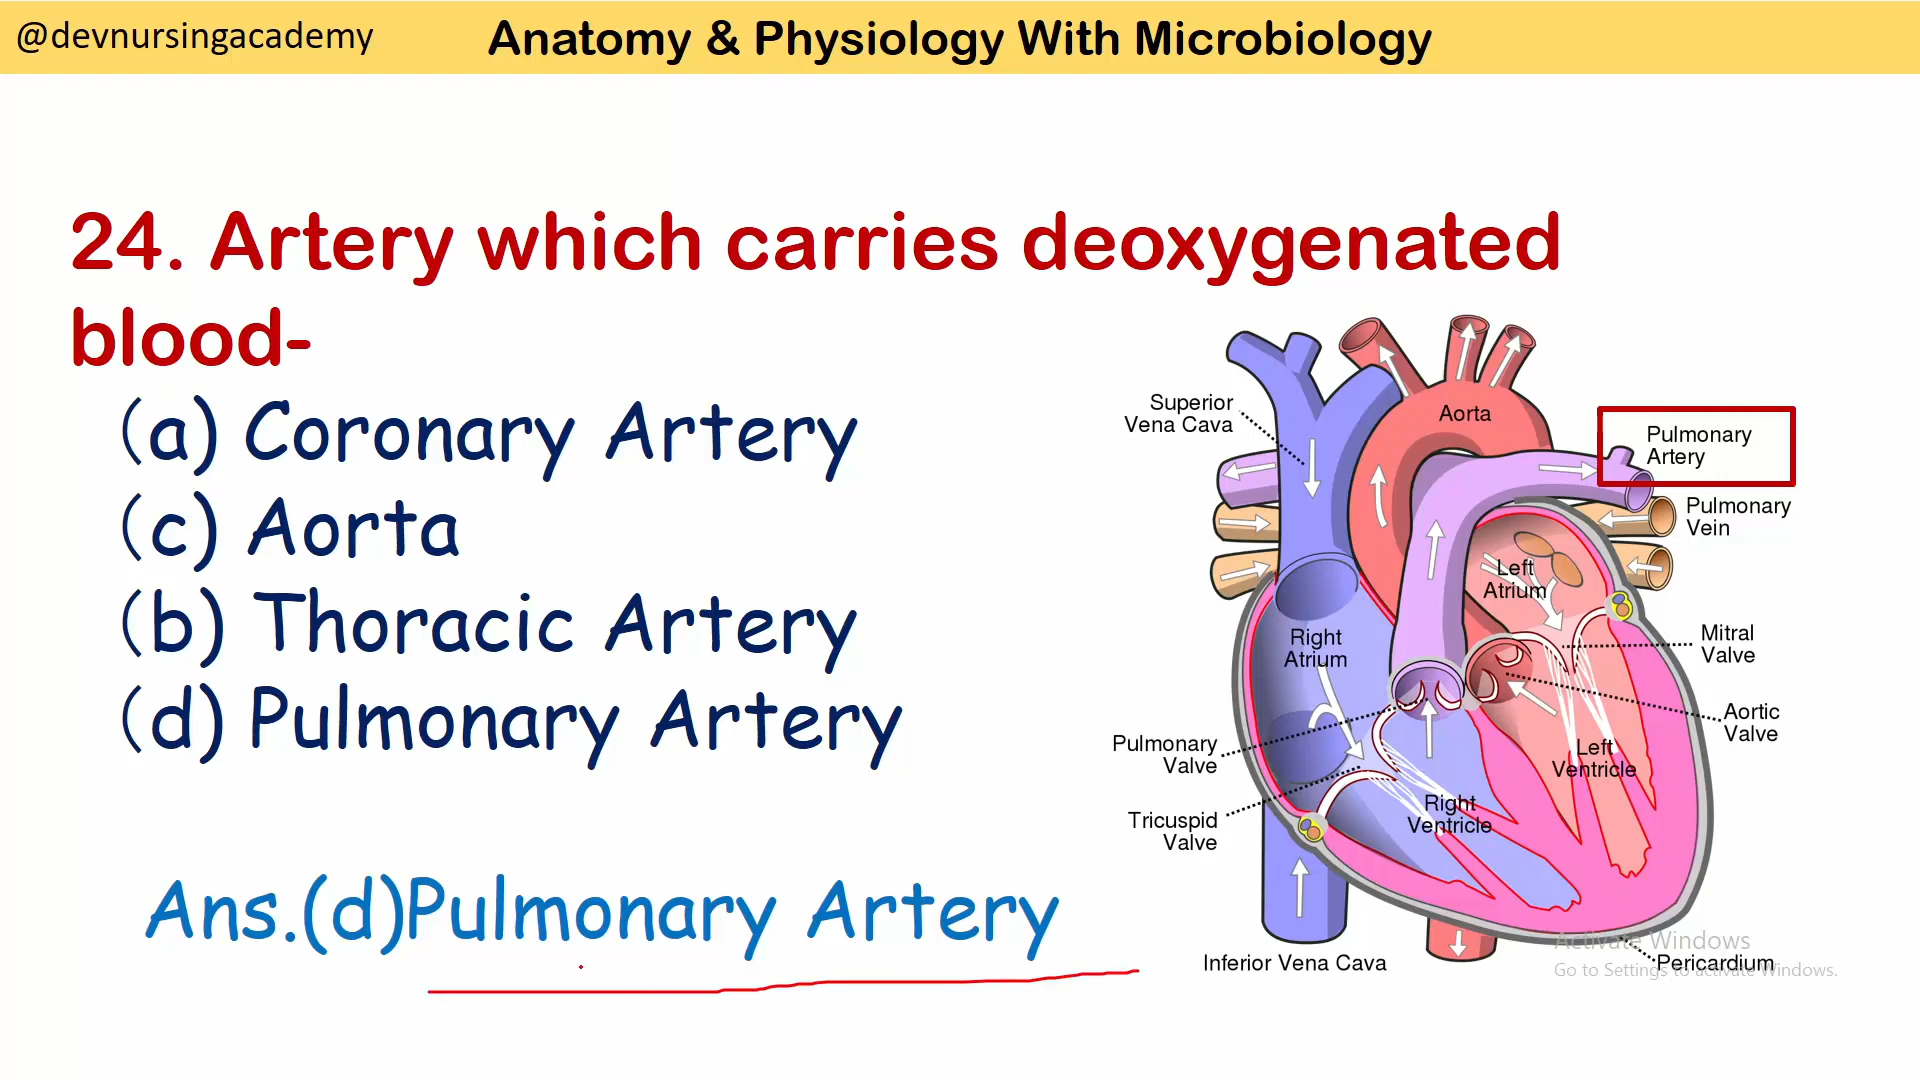 @devnursingacademy
Anatomy & Physiology With Microbiology
24. Artery which carries deoxygenated
blood-
(a) Coronary Artery
(c) Aorta
(b) Thoracic Artery
(d) Pulmonary Artery
Ans.(d)Pulmonary Artery
Superior
Vena Cava
Aorta
Pulmonary
Artery
Pulmonary
Vein
Left
Atrium
Right
Atrium
Mitral
Valve
Aortic
Valve
Pulmonary
Valve
Left
Ventricle
Tricuspid
Valve
Right
Ventricle
Inferior Vena Cava
Pericardium
Activate Windows
Go to Settings to activate Windows.